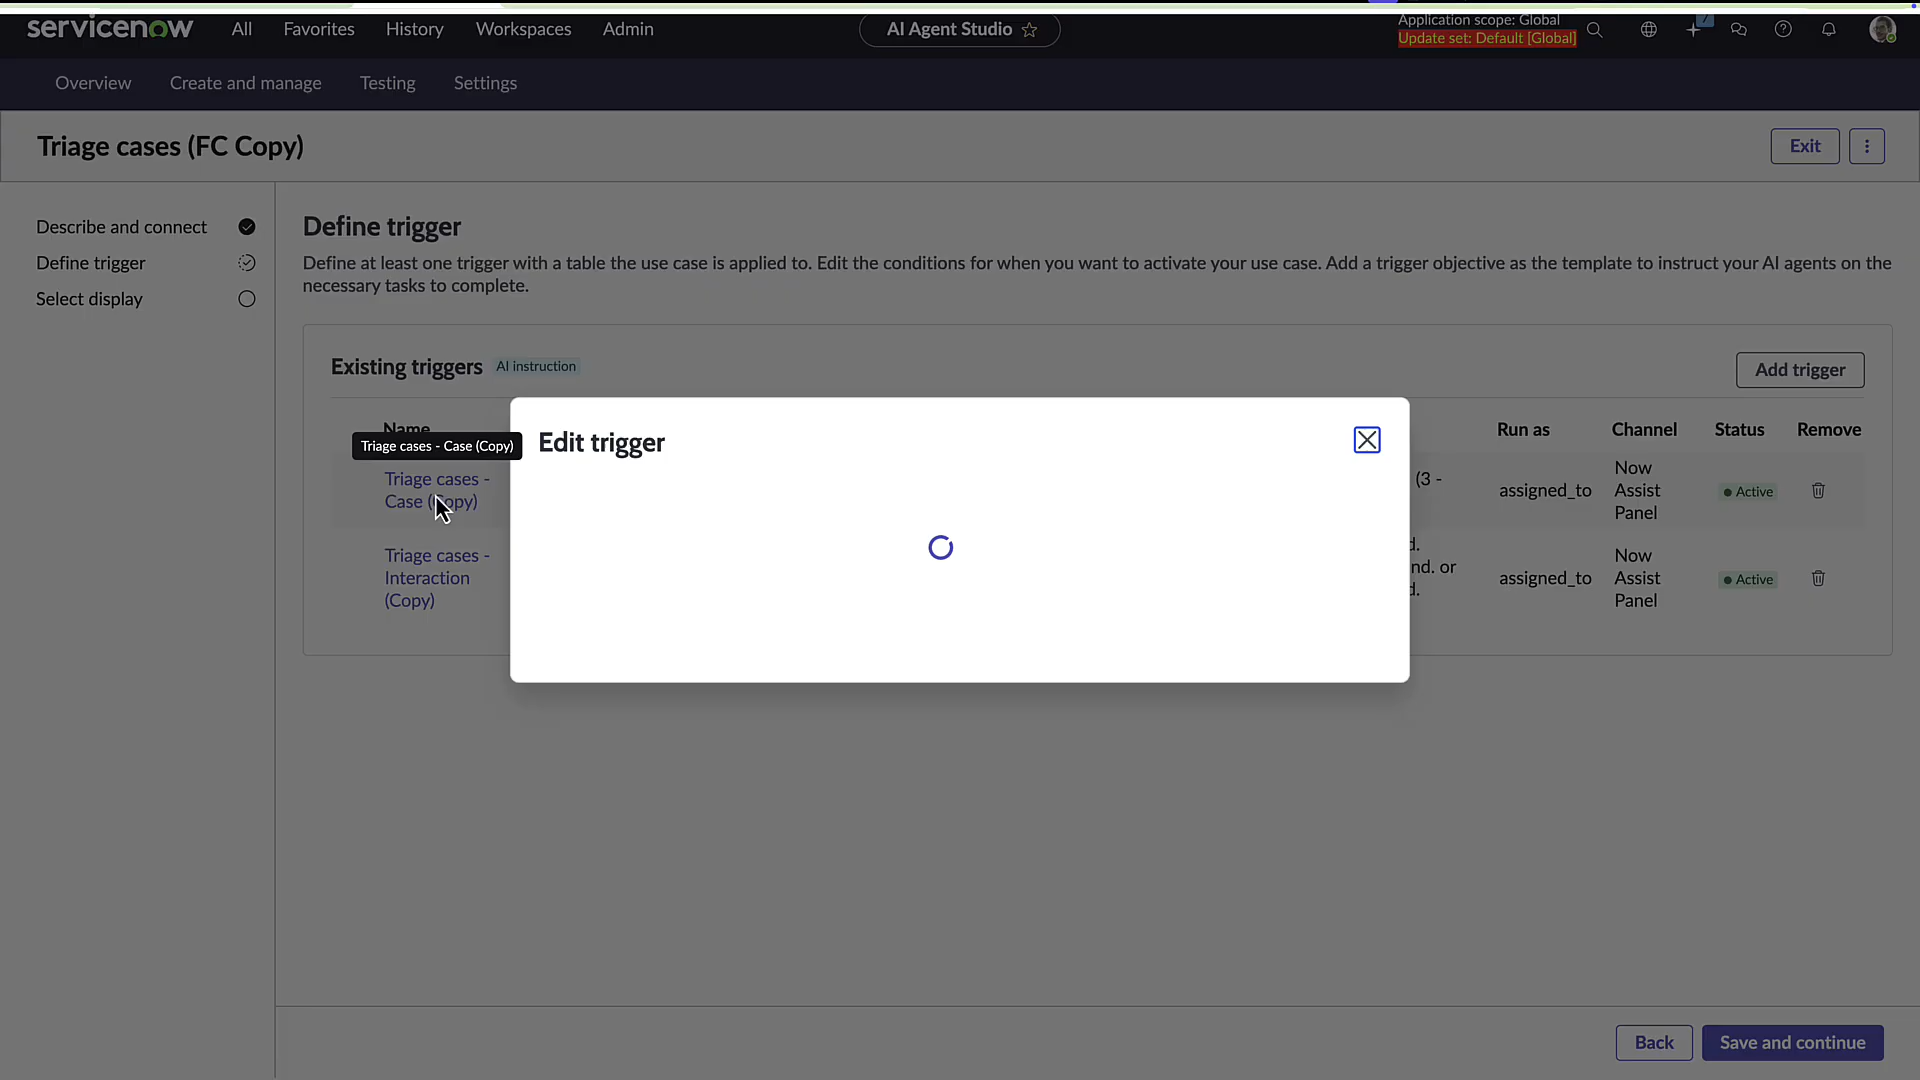 servicenow
All
Favorites
History
Workspaces
Admin
AI Agent Studio
Application scope: Global
Update set: Default [Global]
7
Overview
Create and manage
Testing
Settings
Triage cases (FC Copy)
Exit
Describe and connect
Define trigger
Select display
Define trigger
Define at least one trigger with a table the use case is applied to. Edit the conditions for when you want to activate your use case. Add a trigger objective as the template to instruct your AI agents on the
necessary tasks to complete.
Existing triggers
AI instruction
Add trigger
Name
Run as
Channel
Status
Remove
Triage cases - Case (Copy)
Edit trigger
Triage cases -
Case (Copy)
(3 -
assigned_to
Now
Assist
Panel
Active
Triage cases -
Interaction
(Copy)
d.
nd. or
d.
assigned_to
Now
Assist
Panel
Active
Back
Save and continue